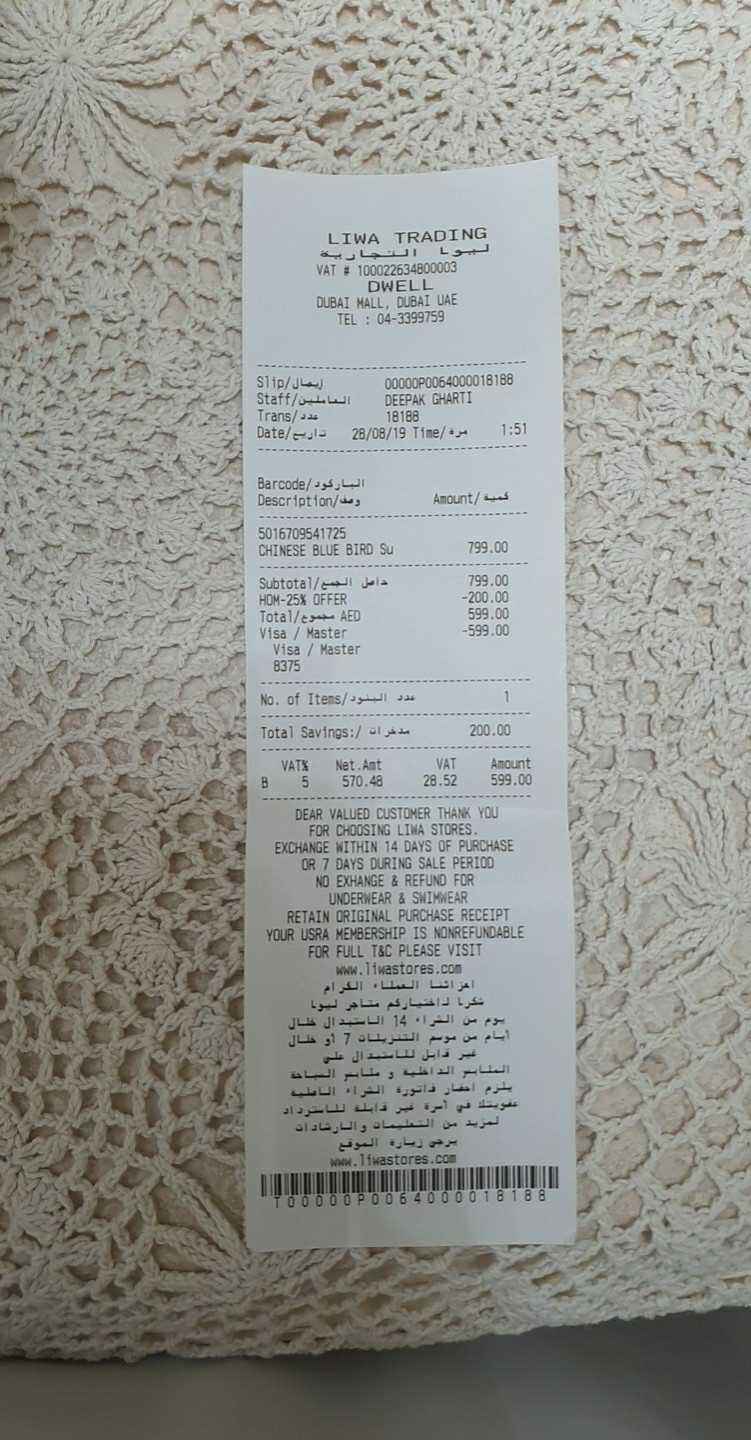 LIWA TRADING
ليوا التجارية
VAT # 100022634800003
DWELL
DUBAI MALL, DUBAI UAE
TEL : 04-3399759
Slip/إيصال 00000P0064000018188
Staff/العاملين DEEPAK GHARTI
Trans/عدد 18188
Date/تاريخ 28/08/19 Time/مرة 1:51
Barcode/الباركود
Description/وصف Amount/كمية
5016709541725
CHINESE BLUE BIRD Su 799.00
Subtotal/حاصل الجمع 799.00
HOM-25% OFFER -200.00
Total/مجموع AED 599.00
Visa / Master -599.00
Visa / Master
8375
No. of Items/عدد البنود 1
Total Savings:/ مدخرات 200.00
VAT% Net.Amt VAT Amount
B 5 570.48 28.52 599.00
DEAR VALUED CUSTOMER THANK YOU
FOR CHOOSING LIWA STORES.
EXCHANGE WITHIN 14 DAYS OF PURCHASE
OR 7 DAYS DURING SALE PERIOD
NO EXHANGE & REFUND FOR
UNDERWEAR & SWIMWEAR
RETAIN ORIGINAL PURCHASE RECEIPT
YOUR USRA MEMBERSHIP IS NONREFUNDABLE
FOR FULL T&C PLEASE VISIT
www.liwastores.com
اعزائنا العملاء الكرام
شكرا لاختياركم متاجر ليوا
يوم من الشراء 14 الاستبدال خلال
أيام من موسم التنزيلات 7 أو خلال
غير قابل للاستبدال علي
الملابس الداخلية و ملابس السباحة
يلزم احضار فاتورة الشراء الاصلية
عضويتك في أسرة غير قابلة للاسترداد
لمزيد من التعليمات والارشادات
يرجى زيارة الموقع
www.liwastores.com
T00000P0064000018188